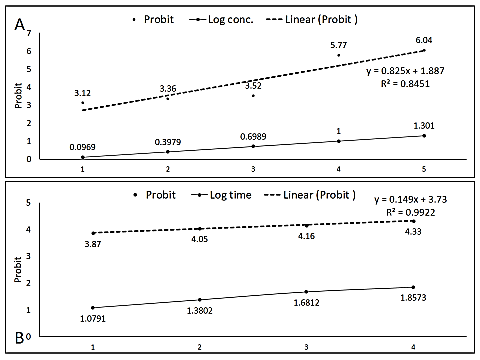 A
Probit Log conc. Linear (Probit )
7
6
5
4
3
2
1
0
Probit
3.12 3.36 3.52 5.77 6.04
y = 0.825x + 1.887
R² = 0.8451
0.0969 0.3979 0.6989 1 1.301
1 2 3 4 5
Probit Log time Linear (Probit )
y = 0.149x + 3.73
R² = 0.9922
5
4
3
2
1
0
Probit
3.87 4.05 4.16 4.33
1.0791 1.3802 1.6812 1.8573
B
1 2 3 4